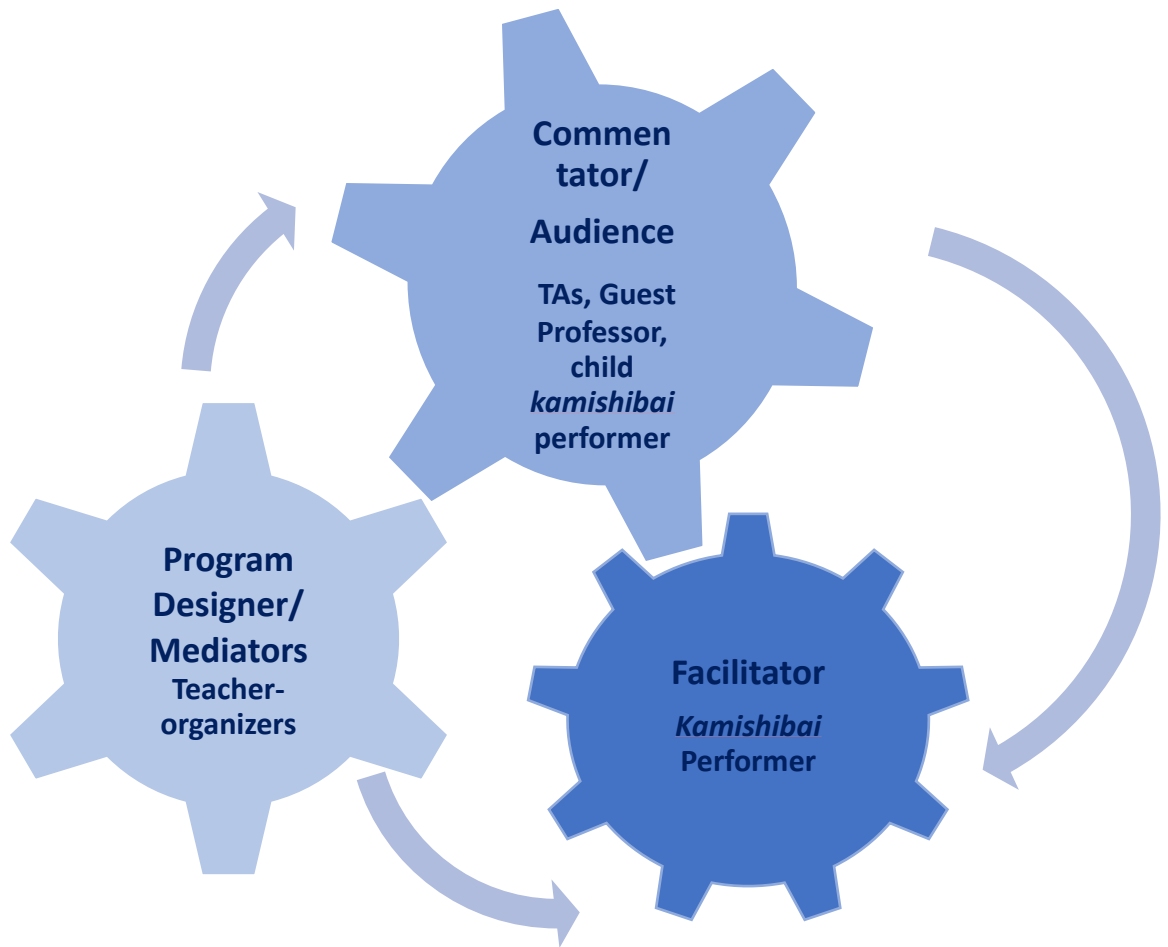 Commen
tator/
Audience
TAs, Guest
Professor,
child
kamishibai
performer
Program
Designer/
Mediators
Teacher-
organizers
Facilitator
Kamishibai
Performer